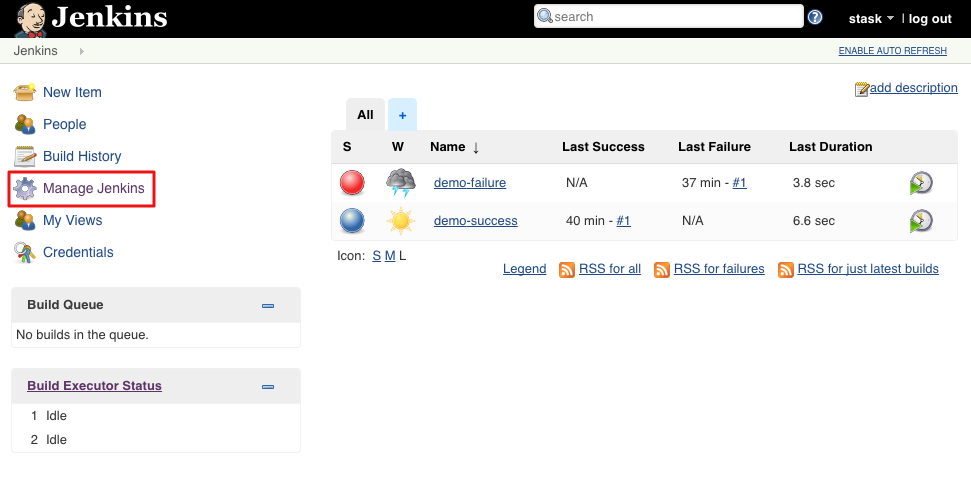 Jenkins
search
stask | log out
Jenkins
ENABLE AUTO REFRESH
New Item
People
Build History
Manage Jenkins
My Views
Credentials
Build Queue
No builds in the queue.
Build Executor Status
1 Idle
2 Idle
add description
All +
S W Name ↓ Last Success Last Failure Last Duration
demo-failure N/A 37 min - #1 3.8 sec
demo-success 40 min - #1 N/A 6.6 sec
Icon: S M L
Legend RSS for all RSS for failures RSS for just latest builds